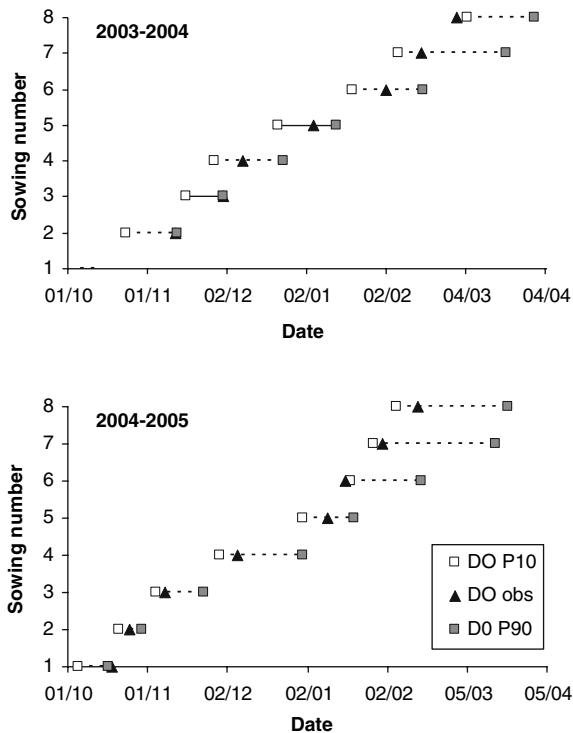 2003-2004
Sowing number
8
7
6
5
4
3
2
1
01/10 01/11 02/12 02/01 02/02 04/03 04/04
Date
2004-2005
Sowing number
8
7
6
5
4
3
2
1
DO P10
DO obs
D0 P90
01/10 01/11 02/12 02/01 02/02 05/03 05/04
Date